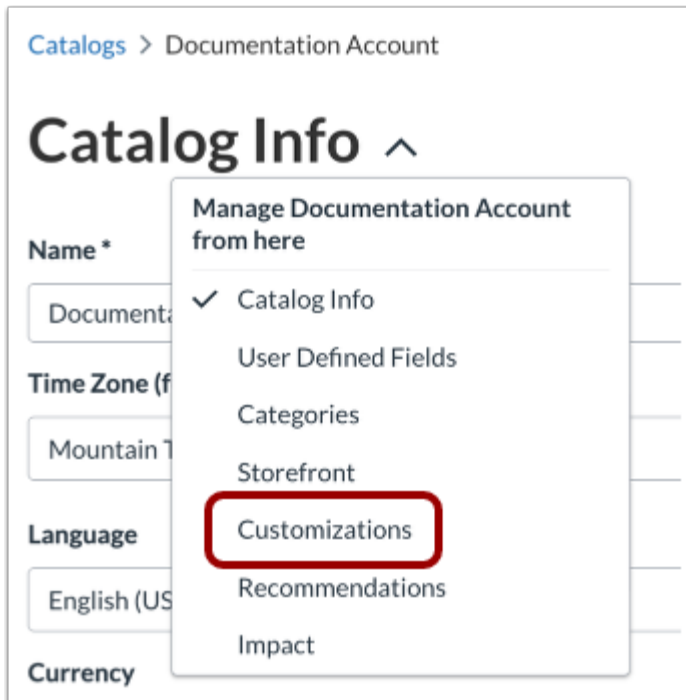 Catalogs > Documentation Account
Catalog Info
Manage Documentation Account
from here
Name *
Catalog Info
Documenta
User Defined Fields
Time Zone (f
Categories
Mountain T
Storefront
Language
Customizations
English (US
Recommendations
Impact
Currency